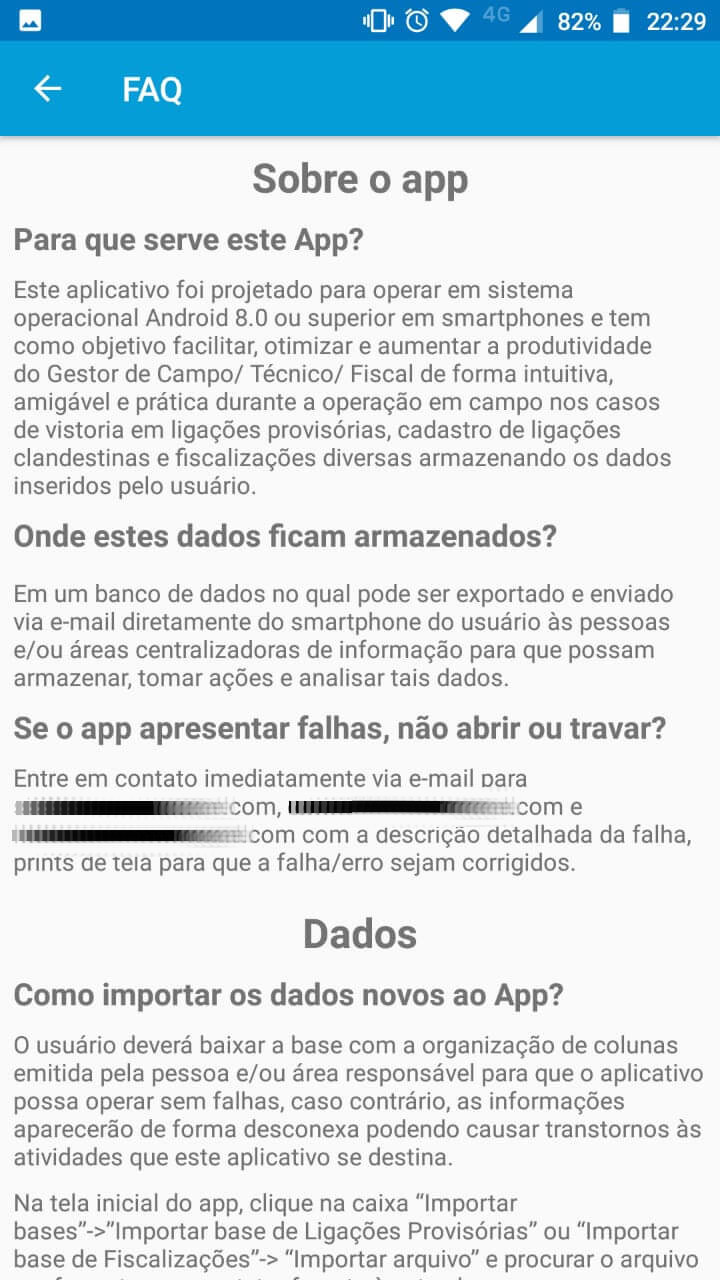 4G 82% 22:29
FAQ
Sobre o app
Para que serve este App?
Este aplicativo foi projetado para operar em sistema
operacional Android 8.0 ou superior em smartphones e tem
como objetivo facilitar, otimizar e aumentar a produtividade
do Gestor de Campo/ Técnico/ Fiscal de forma intuitiva,
amigável e prática durante a operação em campo nos casos
de vistoria em ligações provisórias, cadastro de ligações
clandestinas e fiscalizações diversas armazenando os dados
inseridos pelo usuário.
Onde estes dados ficam armazenados?
Em um banco de dados no qual pode ser exportado e enviado
via e-mail diretamente do smartphone do usuário às pessoas
e/ou áreas centralizadoras de informação para que possam
armazenar, tomar ações e analisar tais dados.
Se o app apresentar falhas, não abrir ou travar?
Entre em contato imediatamente via e-mail para
.com, .com e
.com com a descrição detalhada da falha,
prints de tela para que a falha/erro sejam corrigidos.
Dados
Como importar os dados novos ao App?
O usuário deverá baixar a base com a organização de colunas
emitida pela pessoa e/ou área responsável para que o aplicativo
possa operar sem falhas, caso contrário, as informações
aparecerão de forma desconexa podendo causar transtornos às
atividades que este aplicativo se destina.
Na tela inicial do app, clique na caixa “Importar
bases”->”Importar base de Ligações Provisórias” ou “Importar
base de Fiscalizações”-> “Importar arquivo” e procurar o arquivo